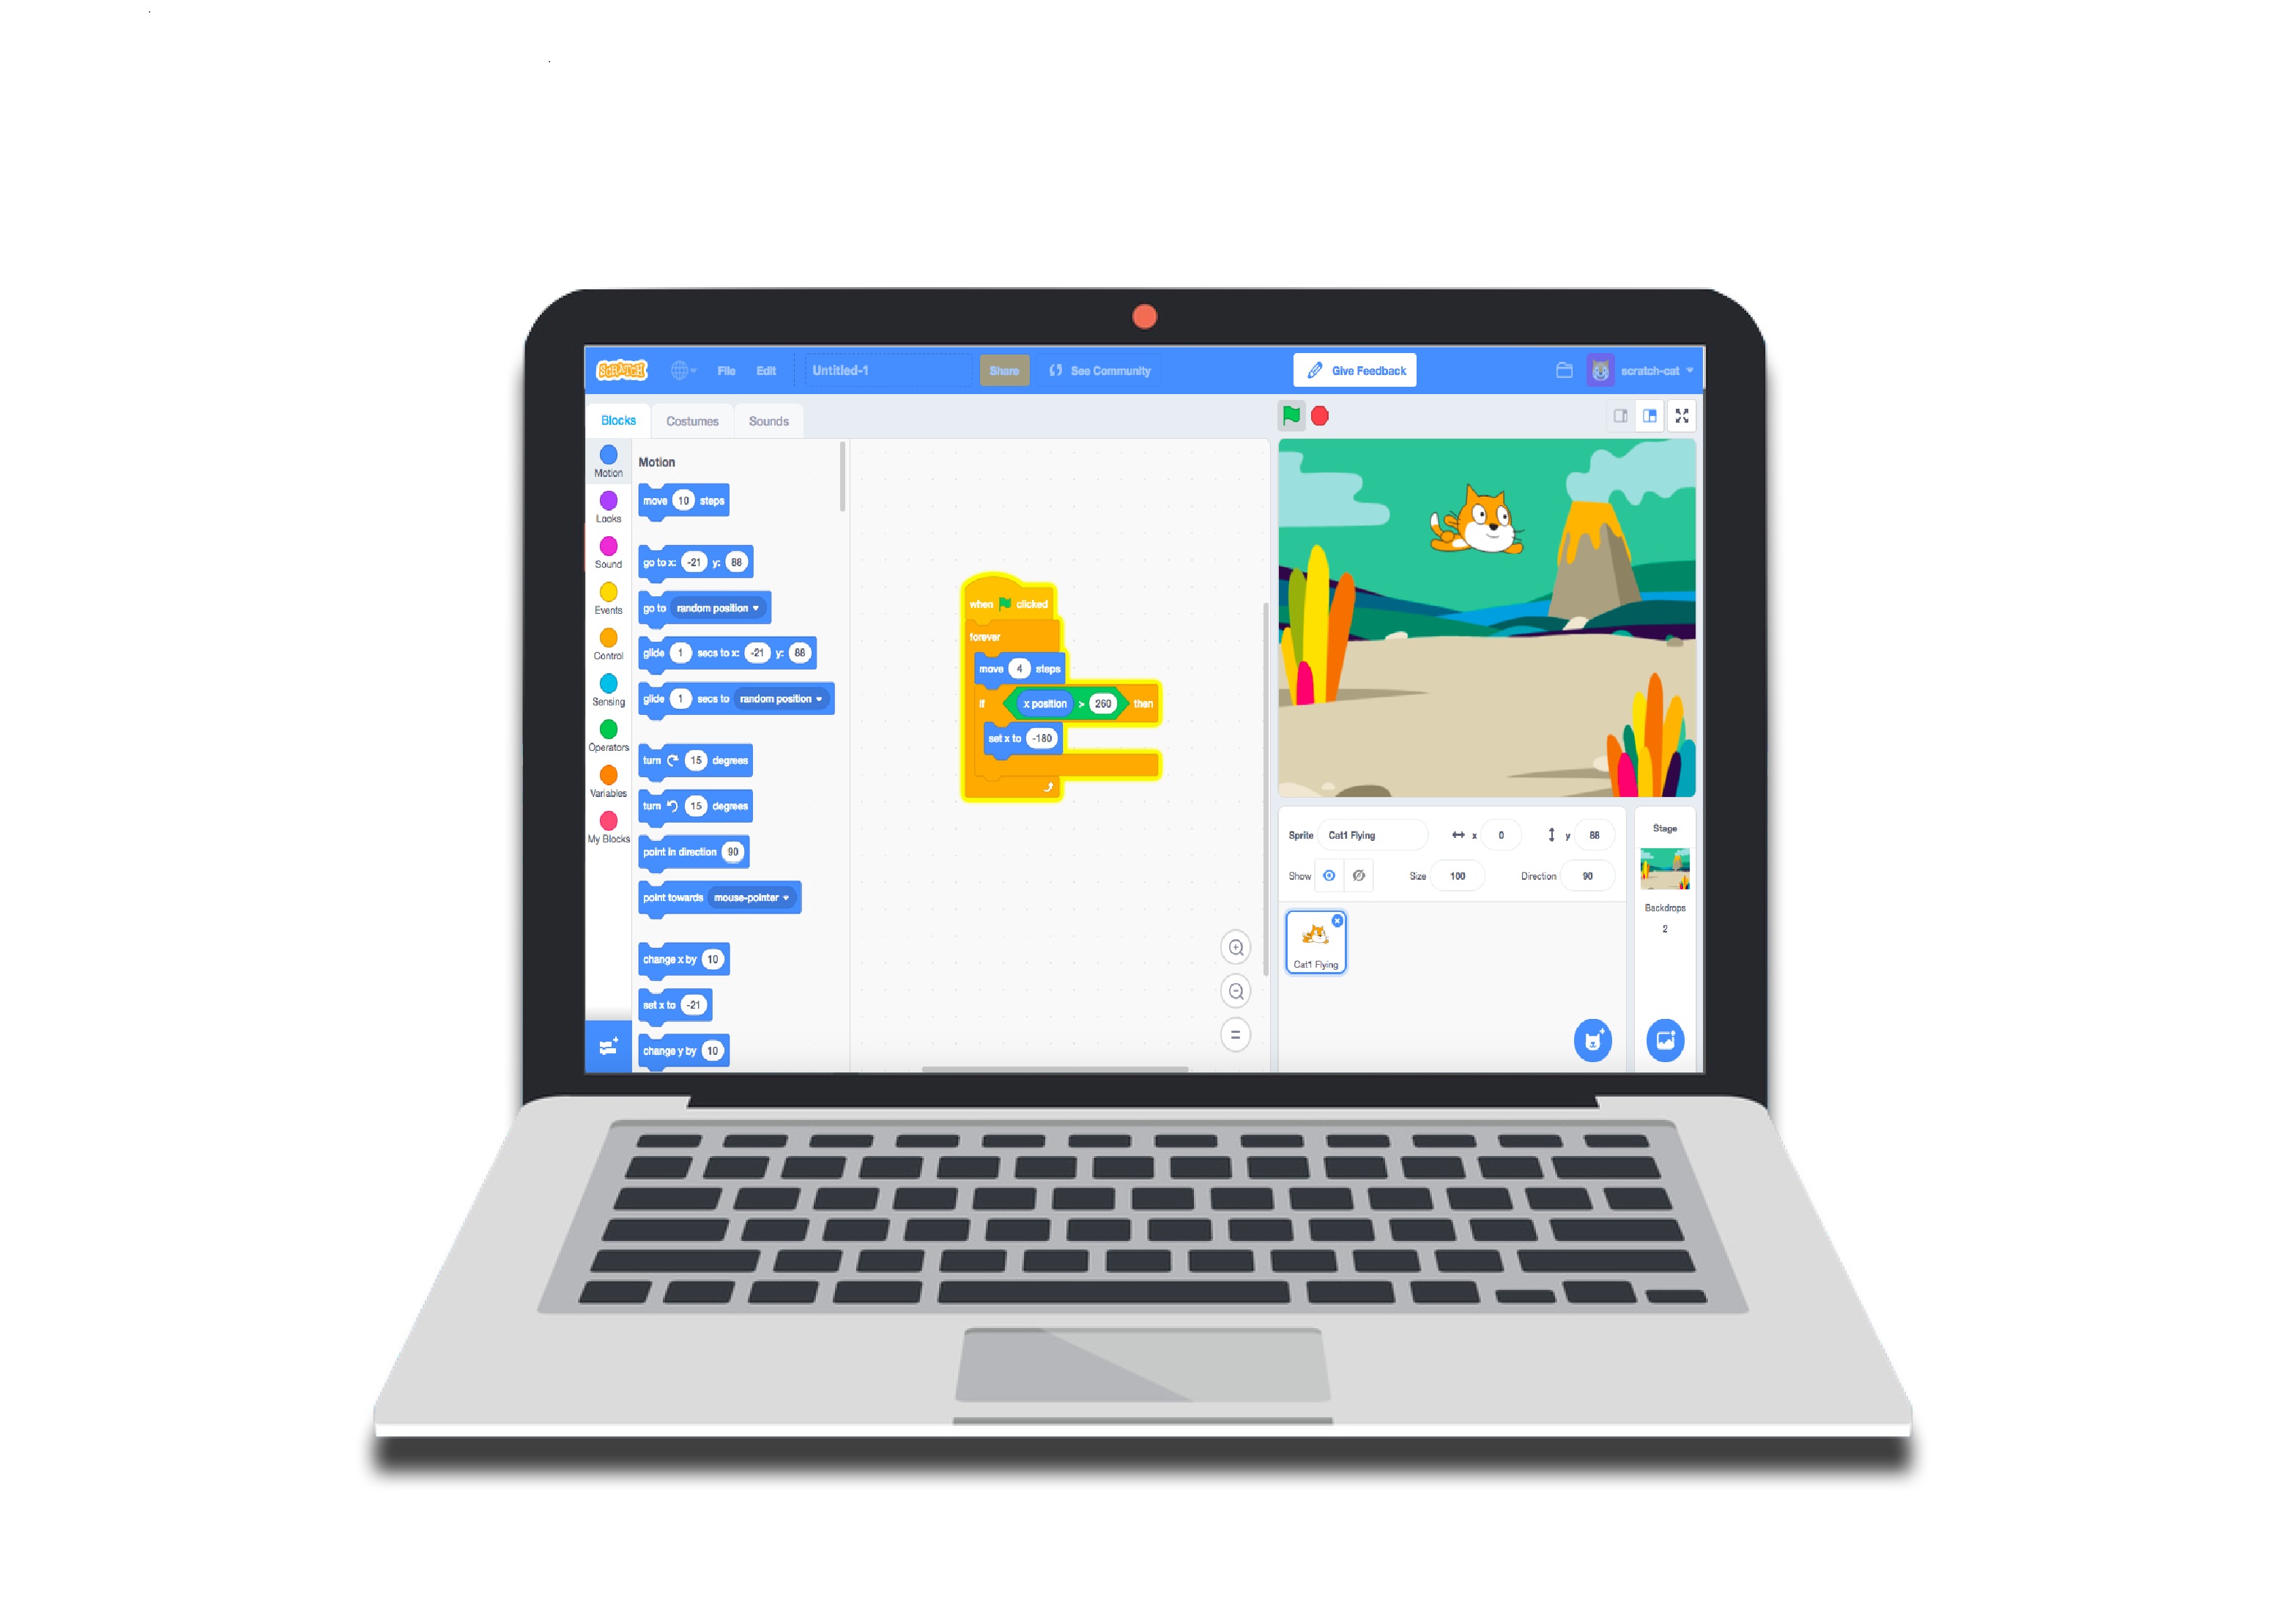 SCRATCH File Edit Untitled-1 Share See Community Give Feedback scratch-cat
Blocks Costumes Sounds
Motion
Looks
Sound
Events
Control
Sensing
Operators
Variables
My Blocks
Motion
move 10 steps
go to x: -21 y: 88
go to random position
glide 1 secs to x: -21 y: 88
glide 1 secs to random position
turn 15 degrees
turn 15 degrees
point in direction 90
point towards mouse-pointer
change x by 10
set x to -21
change y by 10
when clicked
forever
move 4 steps
if x position > 260 then
set x to -180
Sprite Cat1 Flying x 0 y 88
Show Size 100 Direction 90
Cat1 Flying
Stage
Backdrops
2